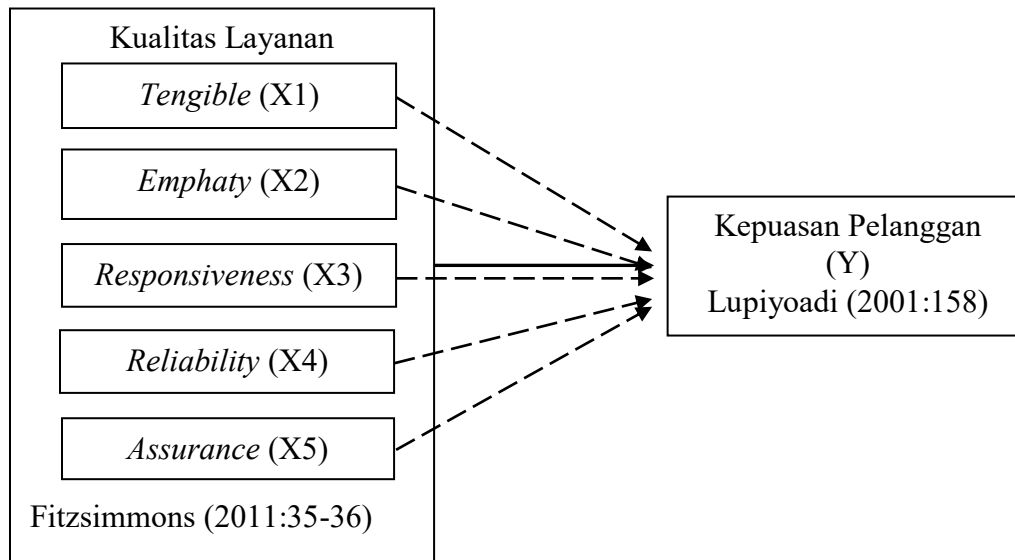 Kualitas Layanan
Tengible (X1)
Emphaty (X2)
Responsiveness (X3)
Reliability (X4)
Assurance (X5)
Fitzsimmons (2011:35-36)
Kepuasan Pelanggan
(Y)
Lupiyoadi (2001:158)